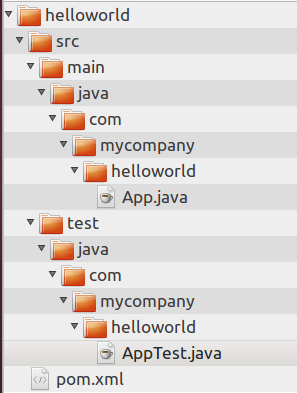 helloworld
src
main
java
com
mycompany
helloworld
App.java
test
java
com
mycompany
helloworld
AppTest.java
pom.xml